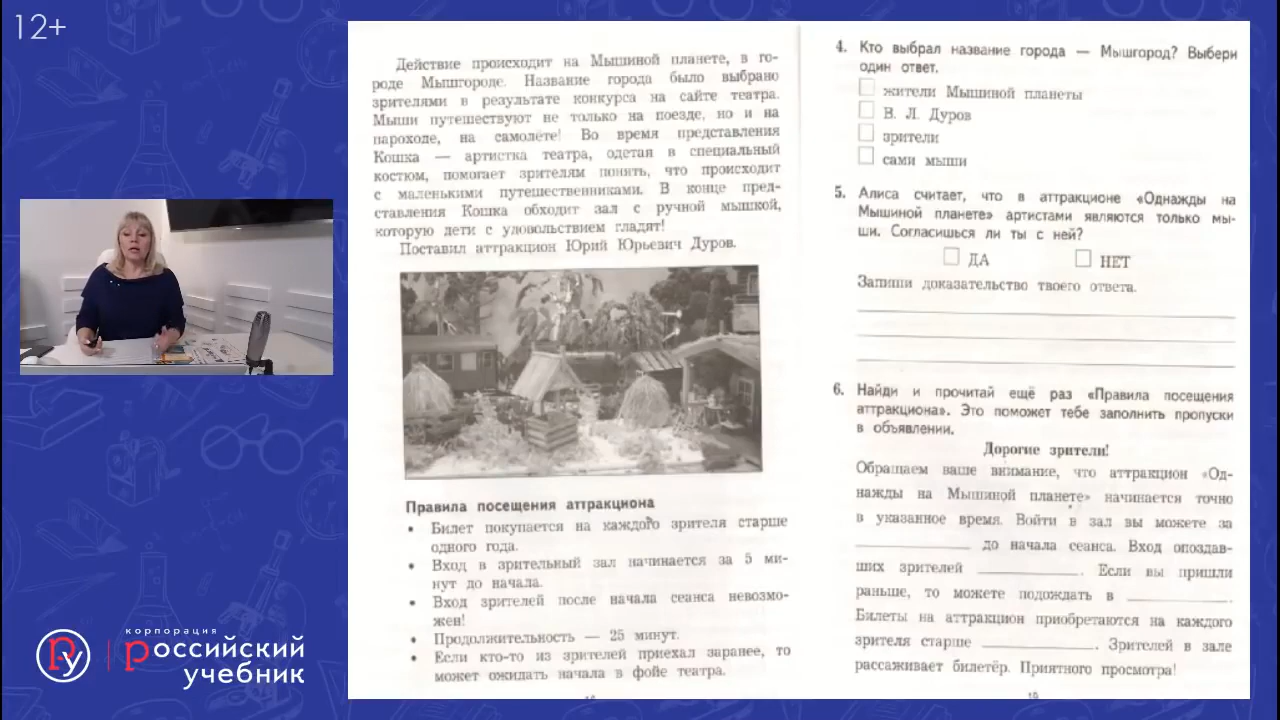 12+
Действие происходит на Мышиной планете, в го-
роде Мышгороде. Название города было выбрано
зрителями в результате конкурса на сайте театра.
Мыши путешествуют не только на поезде, но и на
пароходе, на самолёте! Во время представления
Кошка — артистка театра, одетая в специальный
костюм, помогает зрителям понять, что происходит
с маленькими путешественниками. В конце пред-
ставления Кошка обходит зал с ручной мышкой,
которую дети с удовольствием гладят!
Поставил аттракцион Юрий Юрьевич Дуров.
Правила посещения аттракциона
• Билет покупается на каждого зрителя старше
одного года.
• Вход в зрительный зал начинается за 5 ми-
нут до начала.
• Вход зрителей после начала сеанса невозмо-
жен!
• Продолжительность — 25 минут.
• Если кто-то из зрителей приехал заранее, то
может ожидать начала в фойе театра.
4. Кто выбрал название города — Мышгород? Выбери
один ответ.
жители Мышиной планеты
В. Л. Дуров
зрители
сами мыши
5. Алиса считает, что в аттракционе «Однажды на
Мышиной планете» артистами являются только мы-
ши. Согласишься ли ты с ней?
ДА НЕТ
Запиши доказательство твоего ответа.
6. Найди и прочитай ещё раз «Правила посещения
аттракциона». Это поможет тебе заполнить пропуски
в объявлении.
Дорогие зрители!
Обращаем ваше внимание, что аттракцион «Од-
нажды на Мышиной планете» начинается точно
в указанное время. Войти в зал вы можете за
____________ до начала сеанса. Вход опоздав-
ших зрителей ___________. Если вы пришли
раньше, то можете подождать в ___________.
Билеты на аттракцион приобретаются на каждого
зрителя старше ____________. Зрителей в зале
рассаживает билетёр. Приятного просмотра!
корпорация
российский
учебник